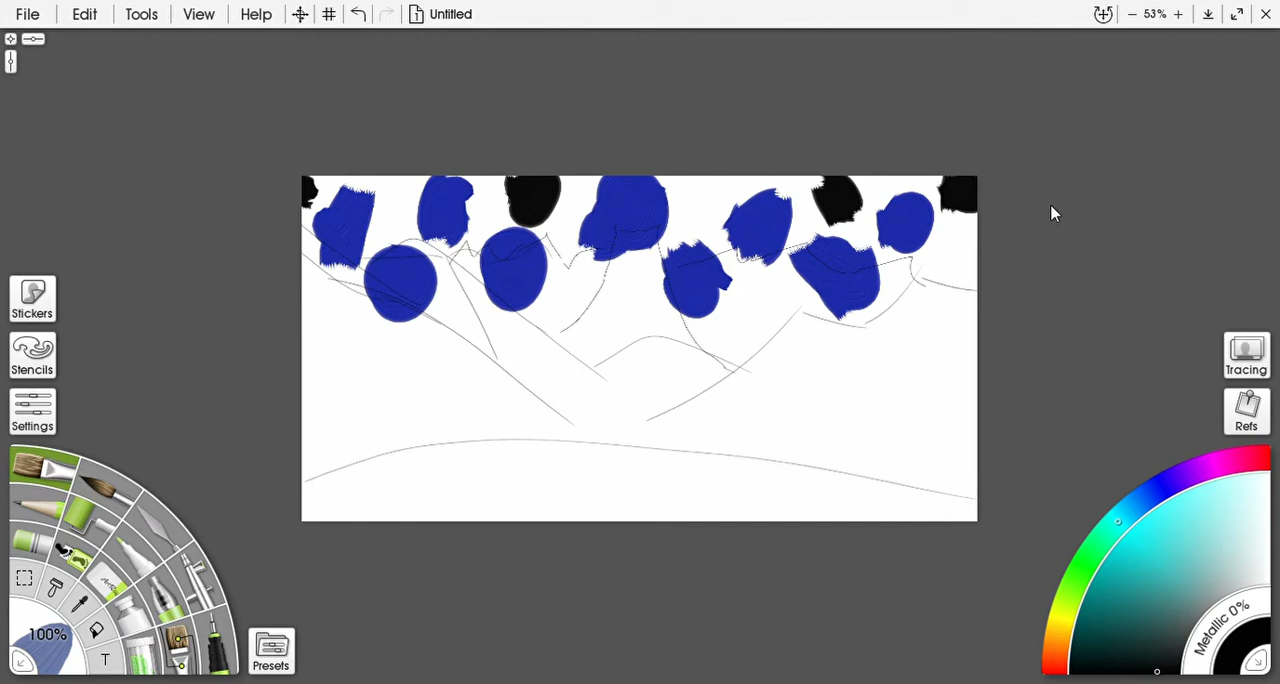 File Edit Tools View Help Untitled 53%
Stickers
Stencils
Settings
100%
Presets
Tracing
Refs
Metallic 0%
T